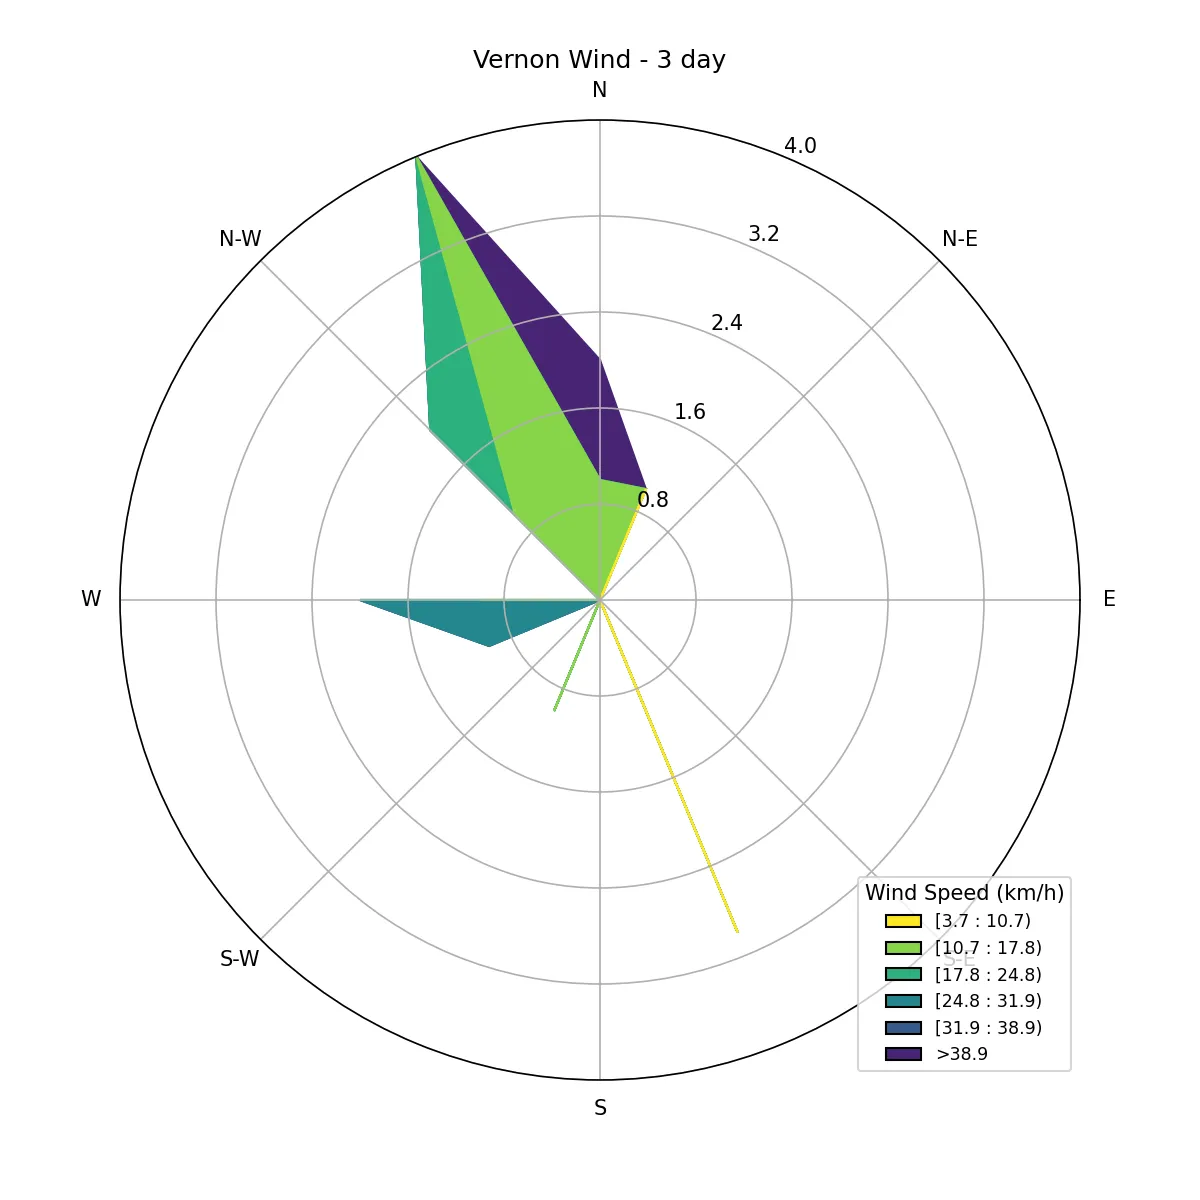 Vernon Wind - 3 day
N
4.0
N-W
N-E
3.2
2.4
1.6
0.8
W
E
S-W
S-E
S
Wind Speed (km/h)
[3.7 : 10.7)
[10.7 : 17.8)
[17.8 : 24.8)
[24.8 : 31.9)
[31.9 : 38.9)
>38.9